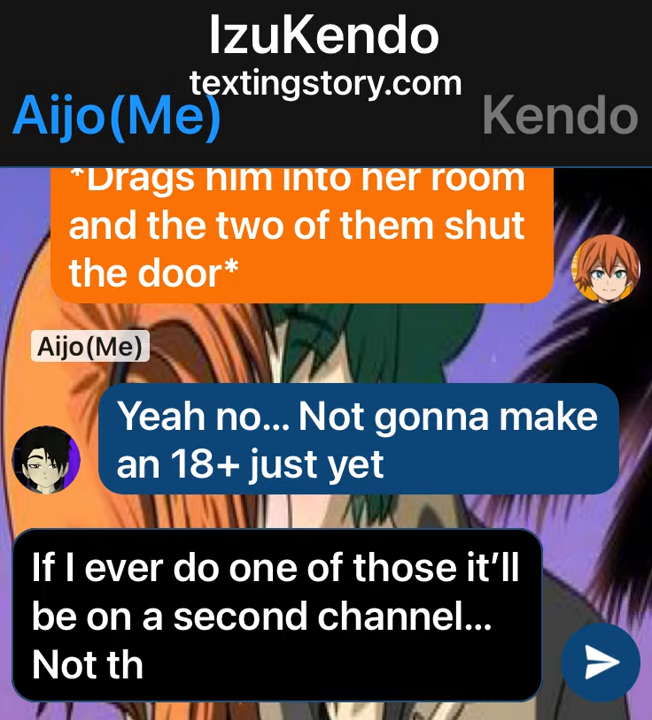 IzuKendo
textingstory.com
Aijo(Me)
Kendo
*Drags him into her room
and the two of them shut
the door*
Aijo(Me)
Yeah no... Not gonna make
an 18+ just yet
If I ever do one of those it’ll
be on a second channel...
Not th